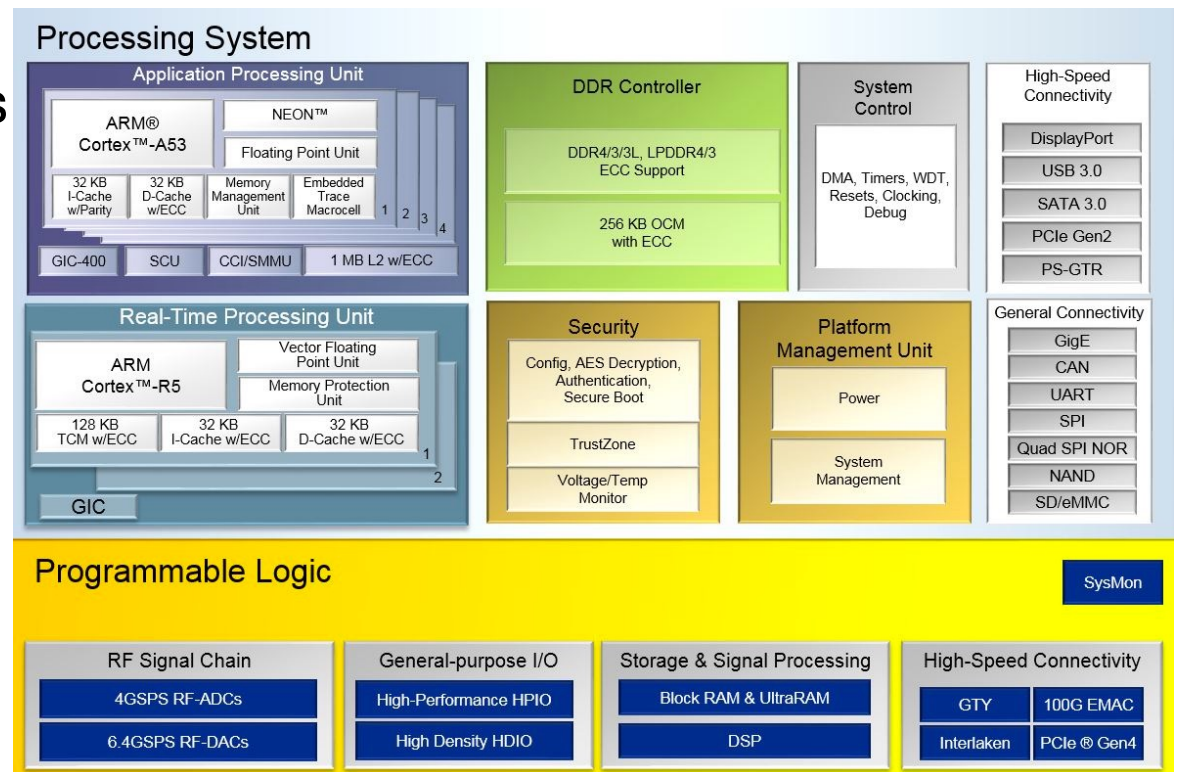 Processing System
s
Application Processing Unit
ARM®
Cortex™-A53
NEON™
Floating Point Unit
32 KB
I-Cache
w/Parity
32 KB
D-Cache
w/ECC
Memory
Management
Unit
Embedded
Trace
Macrocell
1
2
3
4
GIC-400
SCU
CCI/SMMU
1 MB L2 w/ECC
DDR Controller
DDR4/3/3L, LPDDR4/3
ECC Support
256 KB OCM
with ECC
System
Control
DMA, Timers, WDT,
Resets, Clocking,
Debug
High-Speed
Connectivity
DisplayPort
USB 3.0
SATA 3.0
PCIe Gen2
PS-GTR
Real-Time Processing Unit
ARM
Cortex™-R5
Vector Floating
Point Unit
Memory Protection
Unit
128 KB
TCM w/ECC
32 KB
I-Cache w/ECC
32 KB
D-Cache w/ECC
1
2
GIC
Security
Config, AES Decryption,
Authentication,
Secure Boot
TrustZone
Voltage/Temp
Monitor
Platform
Management Unit
Power
System
Management
General Connectivity
GigE
CAN
UART
SPI
Quad SPI NOR
NAND
SD/eMMC
Programmable Logic
SysMon
RF Signal Chain
4GSPS RF-ADCs
6.4GSPS RF-DACs
General-purpose I/O
High-Performance HPIO
High Density HDIO
Storage & Signal Processing
Block RAM & UltraRAM
DSP
High-Speed Connectivity
GTY
100G EMAC
Interlaken
PCIe ® Gen4